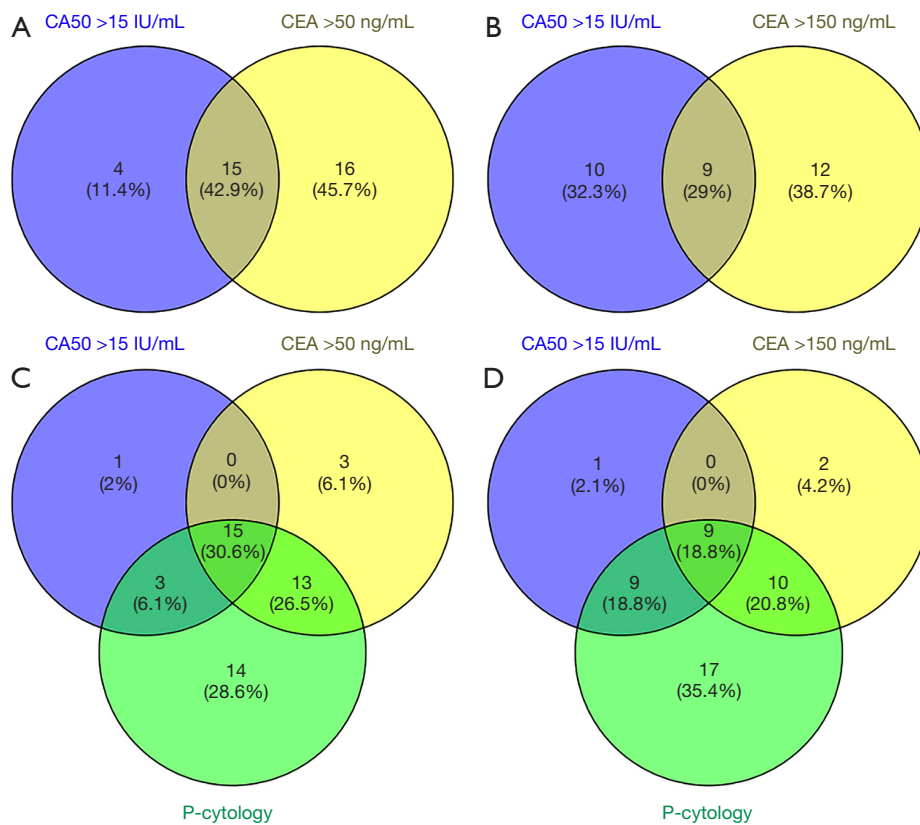 A
CA50 >15 IU/mL
CEA >50 ng/mL
4
(11.4%)
15
(42.9%)
16
(45.7%)
B
CA50 >15 IU/mL
CEA >150 ng/mL
10
(32.3%)
9
(29%)
12
(38.7%)
C
CA50 >15 IU/mL
CEA >50 ng/mL
1
(2%)
0
(0%)
3
(6.1%)
15
(30.6%)
3
(6.1%)
13
(26.5%)
14
(28.6%)
P-cytology
D
CA50 >15 IU/mL
CEA >150 ng/mL
1
(2.1%)
0
(0%)
2
(4.2%)
9
(18.8%)
9
(18.8%)
10
(20.8%)
17
(35.4%)
P-cytology